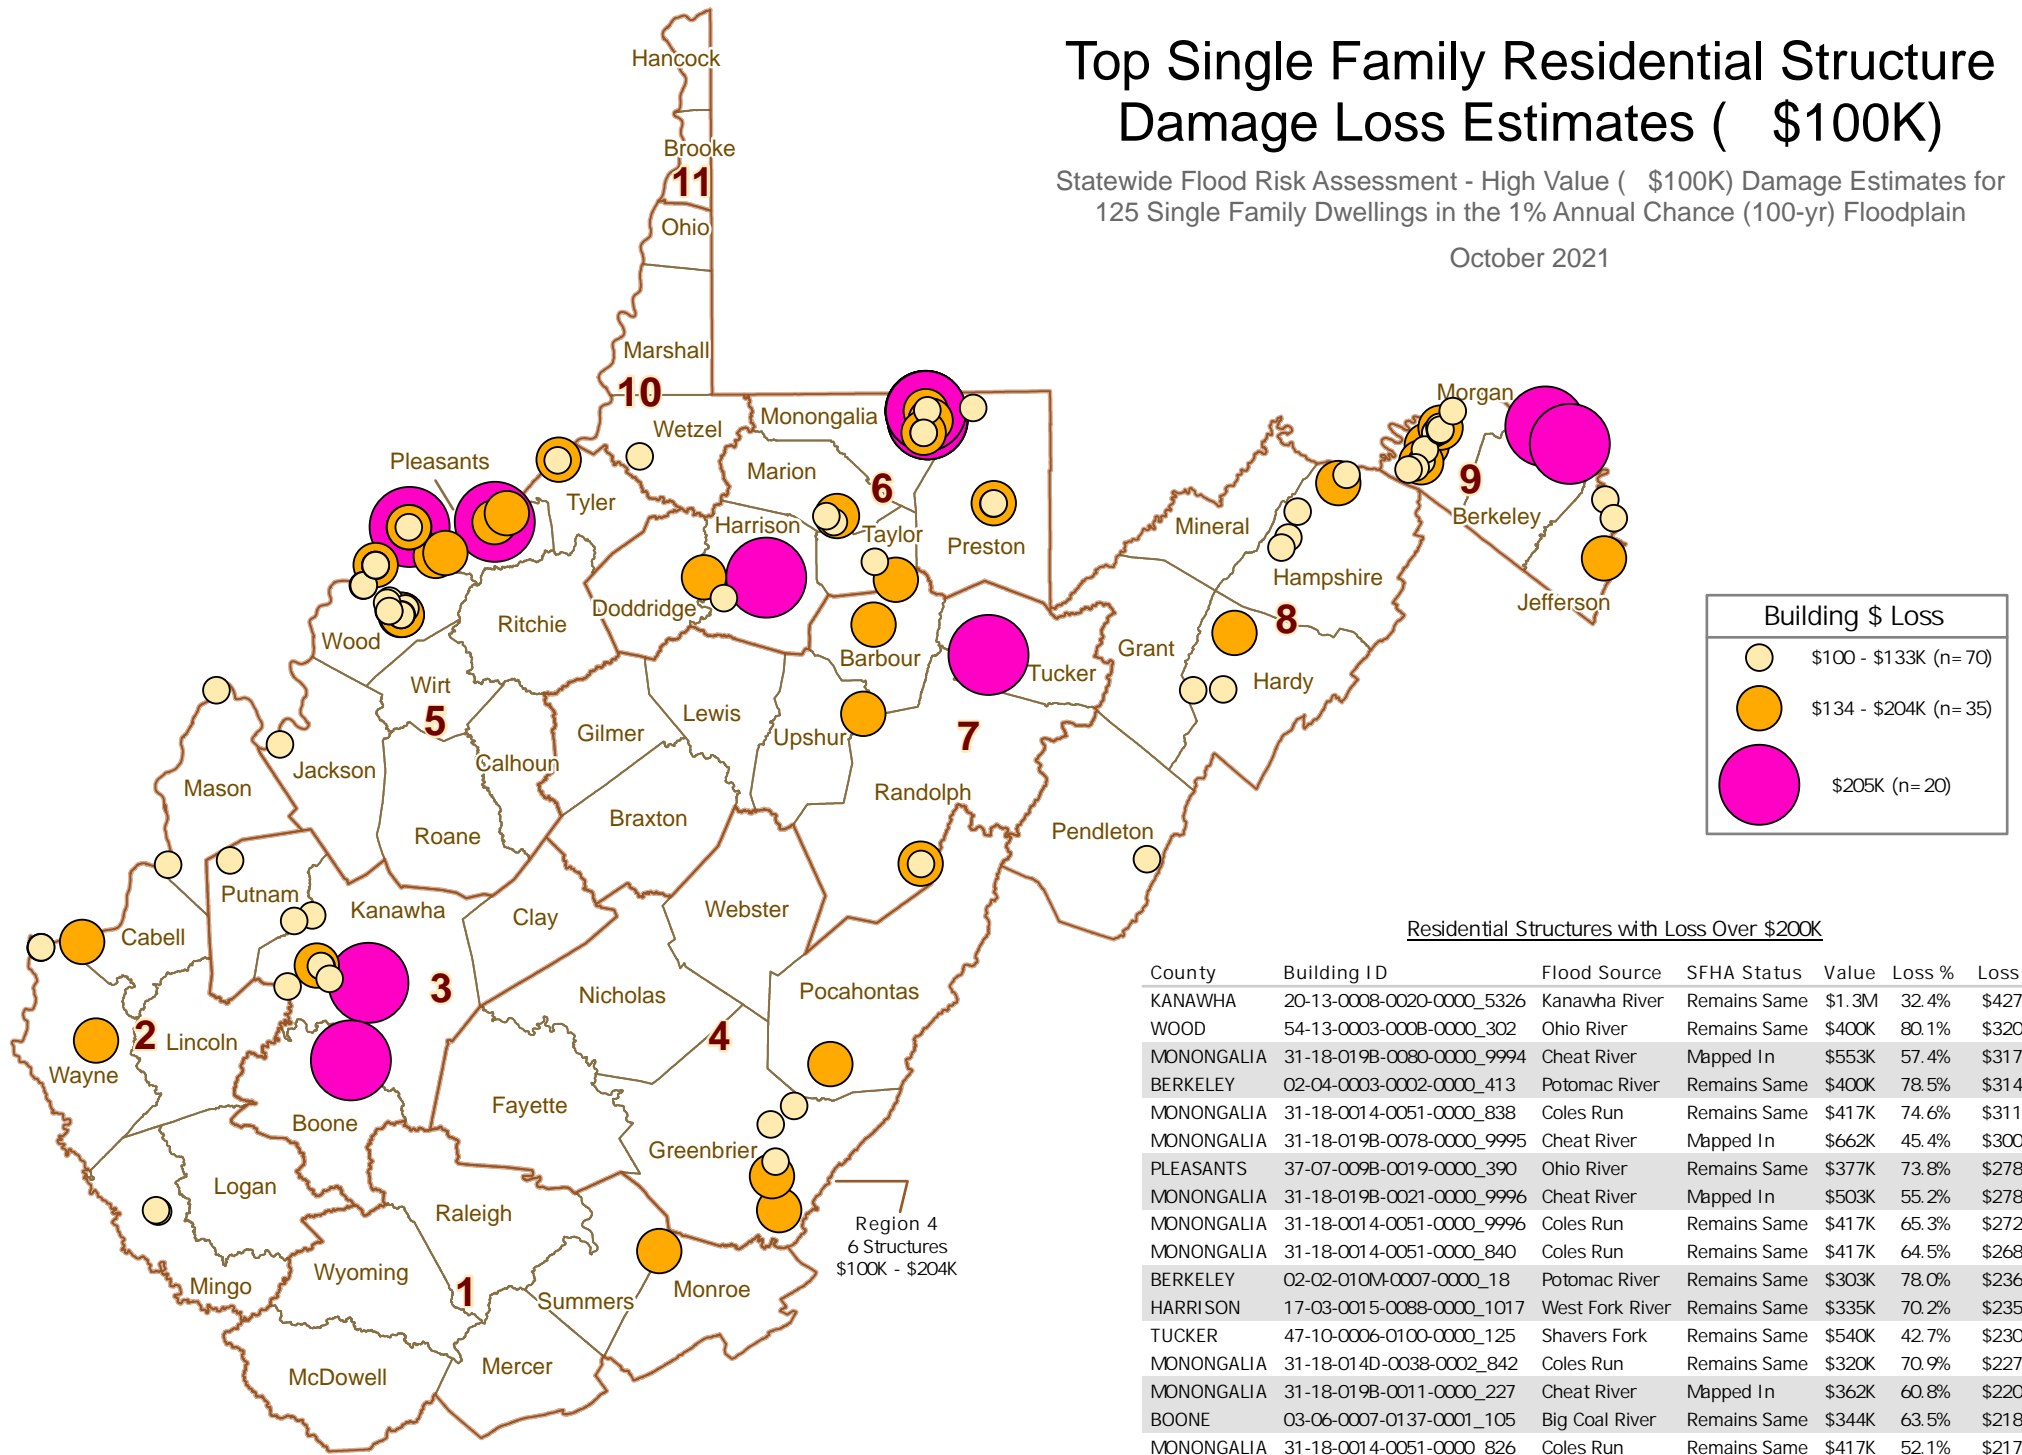 Top Single Family Residential Structure
Damage Loss Estimates ( $100K)
Statewide Flood Risk Assessment - High Value ( $100K) Damage Estimates for
125 Single Family Dwellings in the 1% Annual Chance (100-yr) Floodplain
October 2021
Hancock
Brooke
11
Ohio
Marshall
10
Wetzel
Monongalia
Morgan
Pleasants
Marion
6
9
Tyler
Harrison
Taylor
Preston
Mineral
Berkeley
Hampshire
Jefferson
Doddridge
Ritchie
8
Wood
Barbour
Grant
Tucker
Hardy
Wirt
5
Lewis
Gilmer
Upshur
7
Calhoun
Jackson
Mason
Randolph
Braxton
Roane
Pendleton
Putnam
Kanawha
Clay
Webster
Cabell
3
Nicholas
Pocahontas
2
Lincoln
4
Wayne
Fayette
Boone
Greenbrier
Logan
Raleigh
Region 4
6 Structures
$100K - $204K
Wyoming
1
Mingo
Summers
Monroe
Mercer
McDowell
Building $ Loss
$100 - $133K (n=70)
$134 - $204K (n=35)
$205K (n=20)
Residential Structures with Loss Over $200K
County Building ID Flood Source SFHA Status Value Loss % Loss
KANAWHA 20-13-0008-0020-0000_5326 Kanawha River Remains Same $1.3M 32.4% $427
WOOD 54-13-0003-000B-0000_302 Ohio River Remains Same $400K 80.1% $320
MONONGALIA 31-18-019B-0080-0000_9994 Cheat River Mapped In $553K 57.4% $317
BERKELEY 02-04-0003-0002-0000_413 Potomac River Remains Same $400K 78.5% $314
MONONGALIA 31-18-0014-0051-0000_838 Coles Run Remains Same $417K 74.6% $311
MONONGALIA 31-18-019B-0078-0000_9995 Cheat River Mapped In $662K 45.4% $300
PLEASANTS 37-07-009B-0019-0000_390 Ohio River Remains Same $377K 73.8% $278
MONONGALIA 31-18-019B-0021-0000_9996 Cheat River Mapped In $503K 55.2% $278
MONONGALIA 31-18-0014-0051-0000_9996 Coles Run Remains Same $417K 65.3% $272
MONONGALIA 31-18-0014-0051-0000_840 Coles Run Remains Same $417K 64.5% $268
BERKELEY 02-02-010M-0007-0000_18 Potomac River Remains Same $303K 78.0% $236
HARRISON 17-03-0015-0088-0000_1017 West Fork River Remains Same $335K 70.2% $235
TUCKER 47-10-0006-0100-0000_125 Shavers Fork Remains Same $540K 42.7% $230
MONONGALIA 31-18-014D-0038-0002_842 Coles Run Remains Same $320K 70.9% $227
MONONGALIA 31-18-019B-0011-0000_227 Cheat River Mapped In $362K 60.8% $220
BOONE 03-06-0007-0137-0001_105 Big Coal River Remains Same $344K 63.5% $218
MONONGALIA 31-18-0014-0051-0000_826 Coles Run Remains Same $417K 52.1% $217